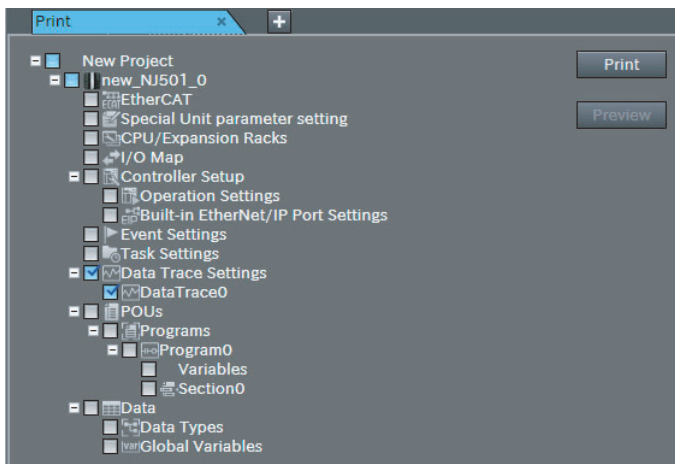 Print
New Project
Print
new_NJ501_0
EtherCAT
Special Unit parameter setting
Preview
CPU/Expansion Racks
I/O Map
Controller Setup
Operation Settings
Built-in EtherNet/IP Port Settings
Event Settings
Task Settings
Data Trace Settings
DataTrace0
POUs
Programs
Program0
Variables
Section0
Data
Data Types
Global Variables